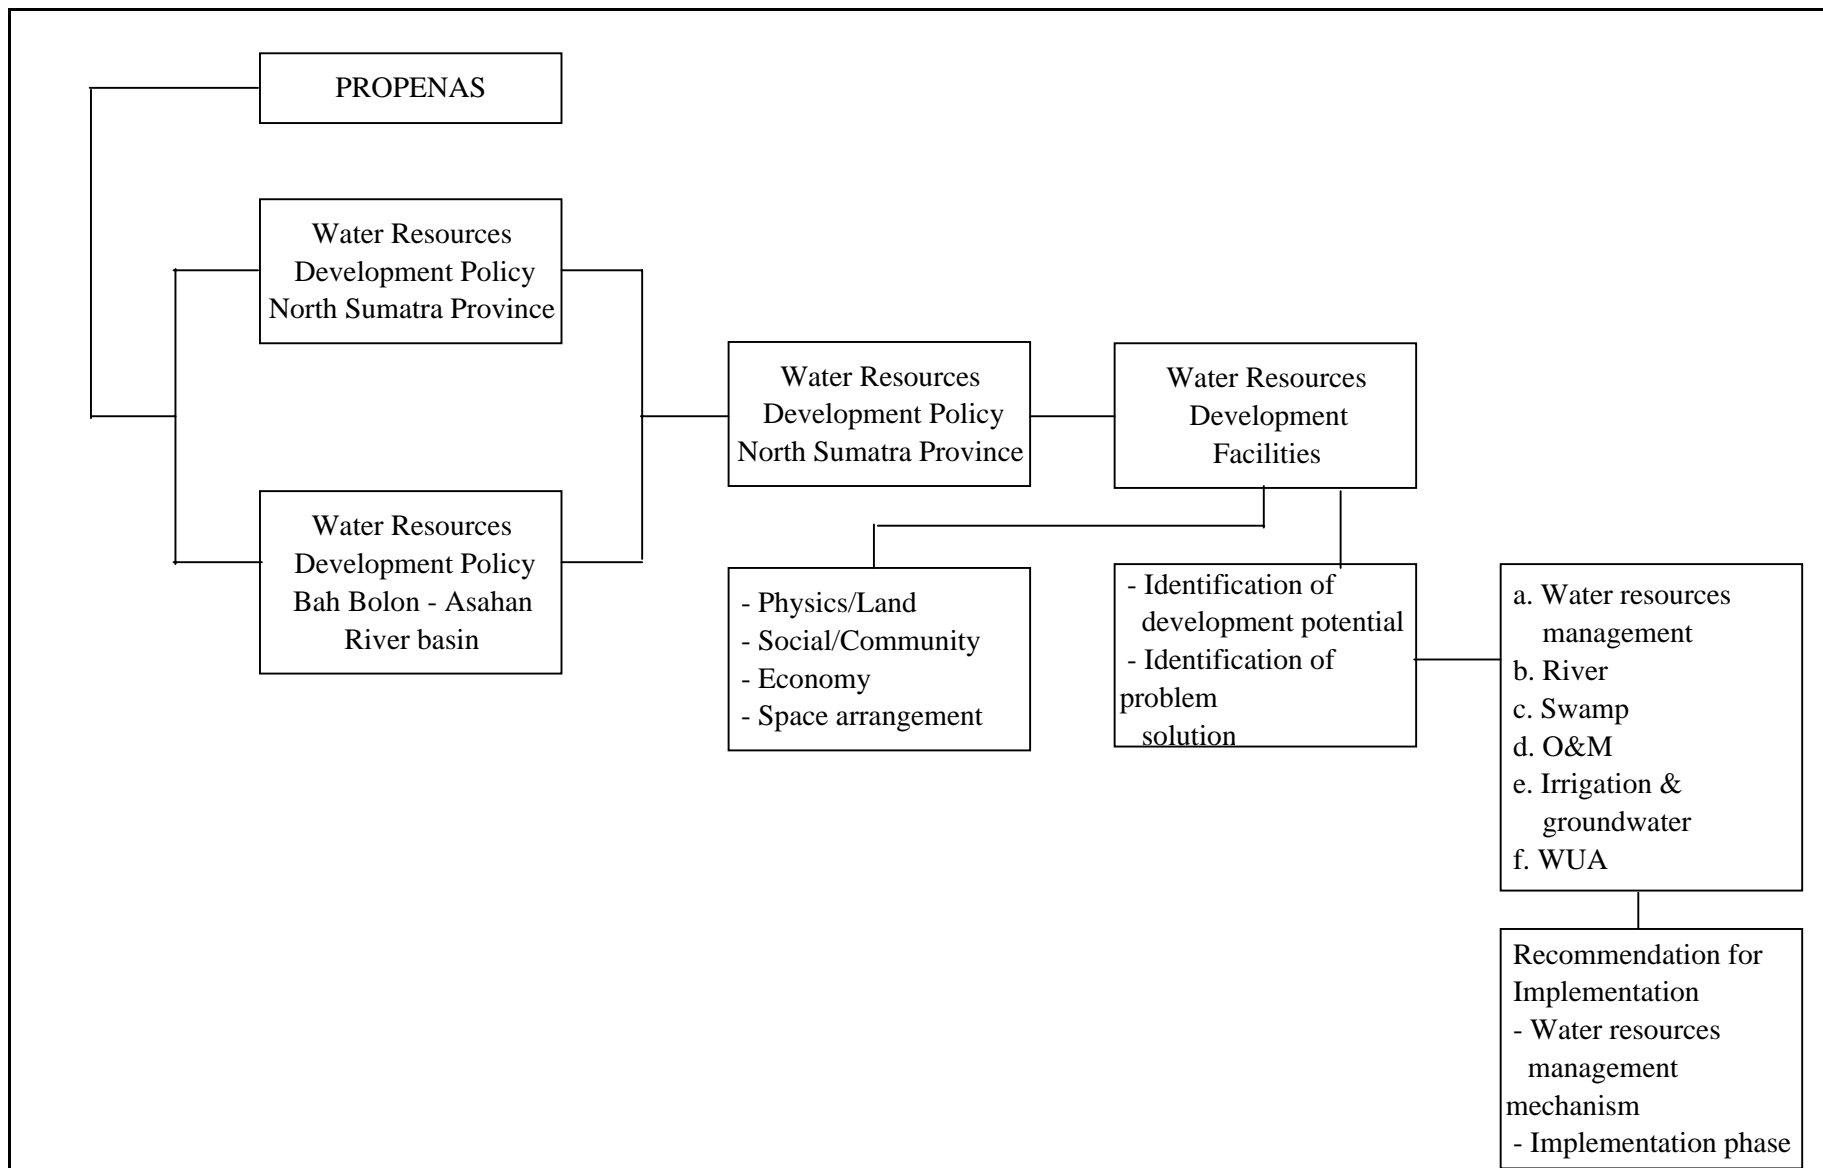 PROPENAS
Water Resources
Development Policy
North Sumatra Province
Water Resources
Development Policy
Bah Bolon - Asahan
River basin
Water Resources
Development Policy
North Sumatra Province
Water Resources
Development
Facilities
- Physics/Land
- Social/Community
- Economy
- Space arrangement
- Identification of
development potential
- Identification of
problem
solution
a. Water resources
management
b. River
c. Swamp
d. O&M
e. Irrigation &
groundwater
f. WUA
Recommendation for
Implementation
- Water resources
management
mechanism
- Implementation phase